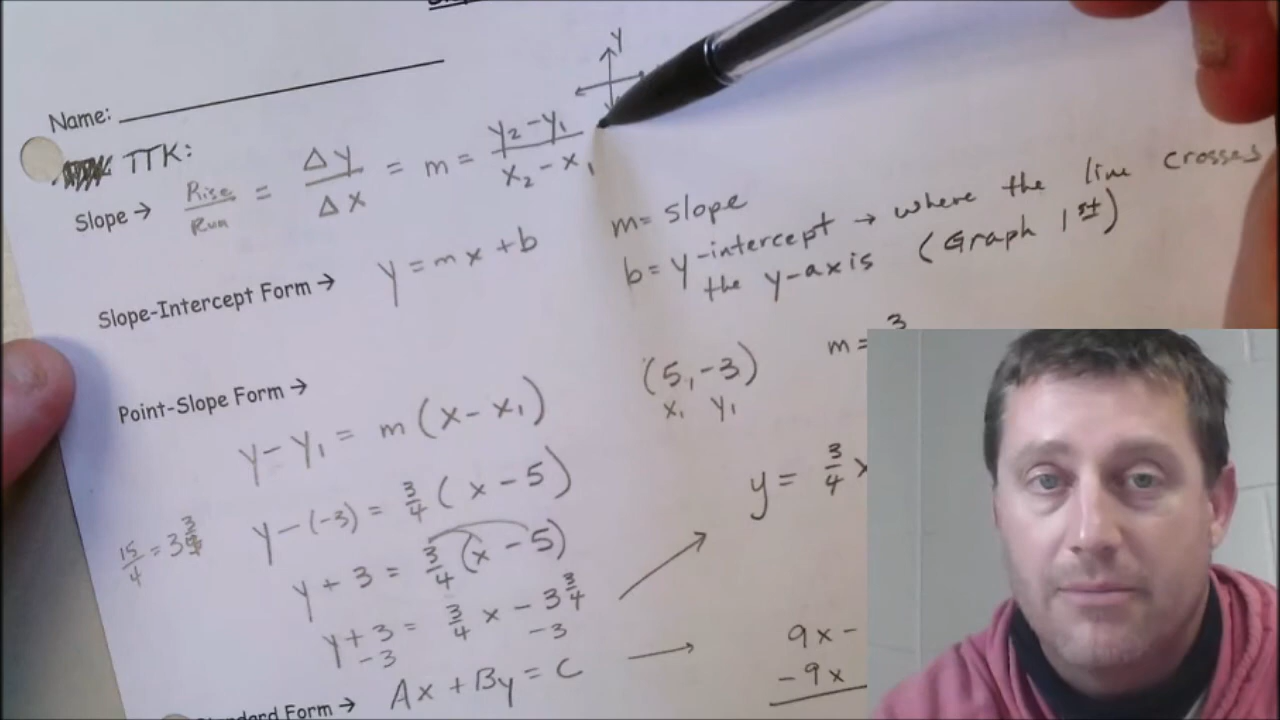 Name:
TTK:
Y
Slope → Rise/Run = Δy/Δx = m = y₂-y₁/x₂-x₁
m= slope
b= y-intercept → where the line crosses
the y-axis (Graph 1st)
Slope-Intercept Form → y = mx + b
(5,-3)
x₁ y₁
m=
3
Point-Slope Form →
y-y₁ = m(x-x₁)
y-(-3) = 3/4(x-5)
15/4 = 3 3/4
y+3 = 3/4(x-5)
y = 3/4x
y+3 = 3/4x - 3 3/4
-3 -3
Standard Form → Ax + By = C →
9x-
-9x